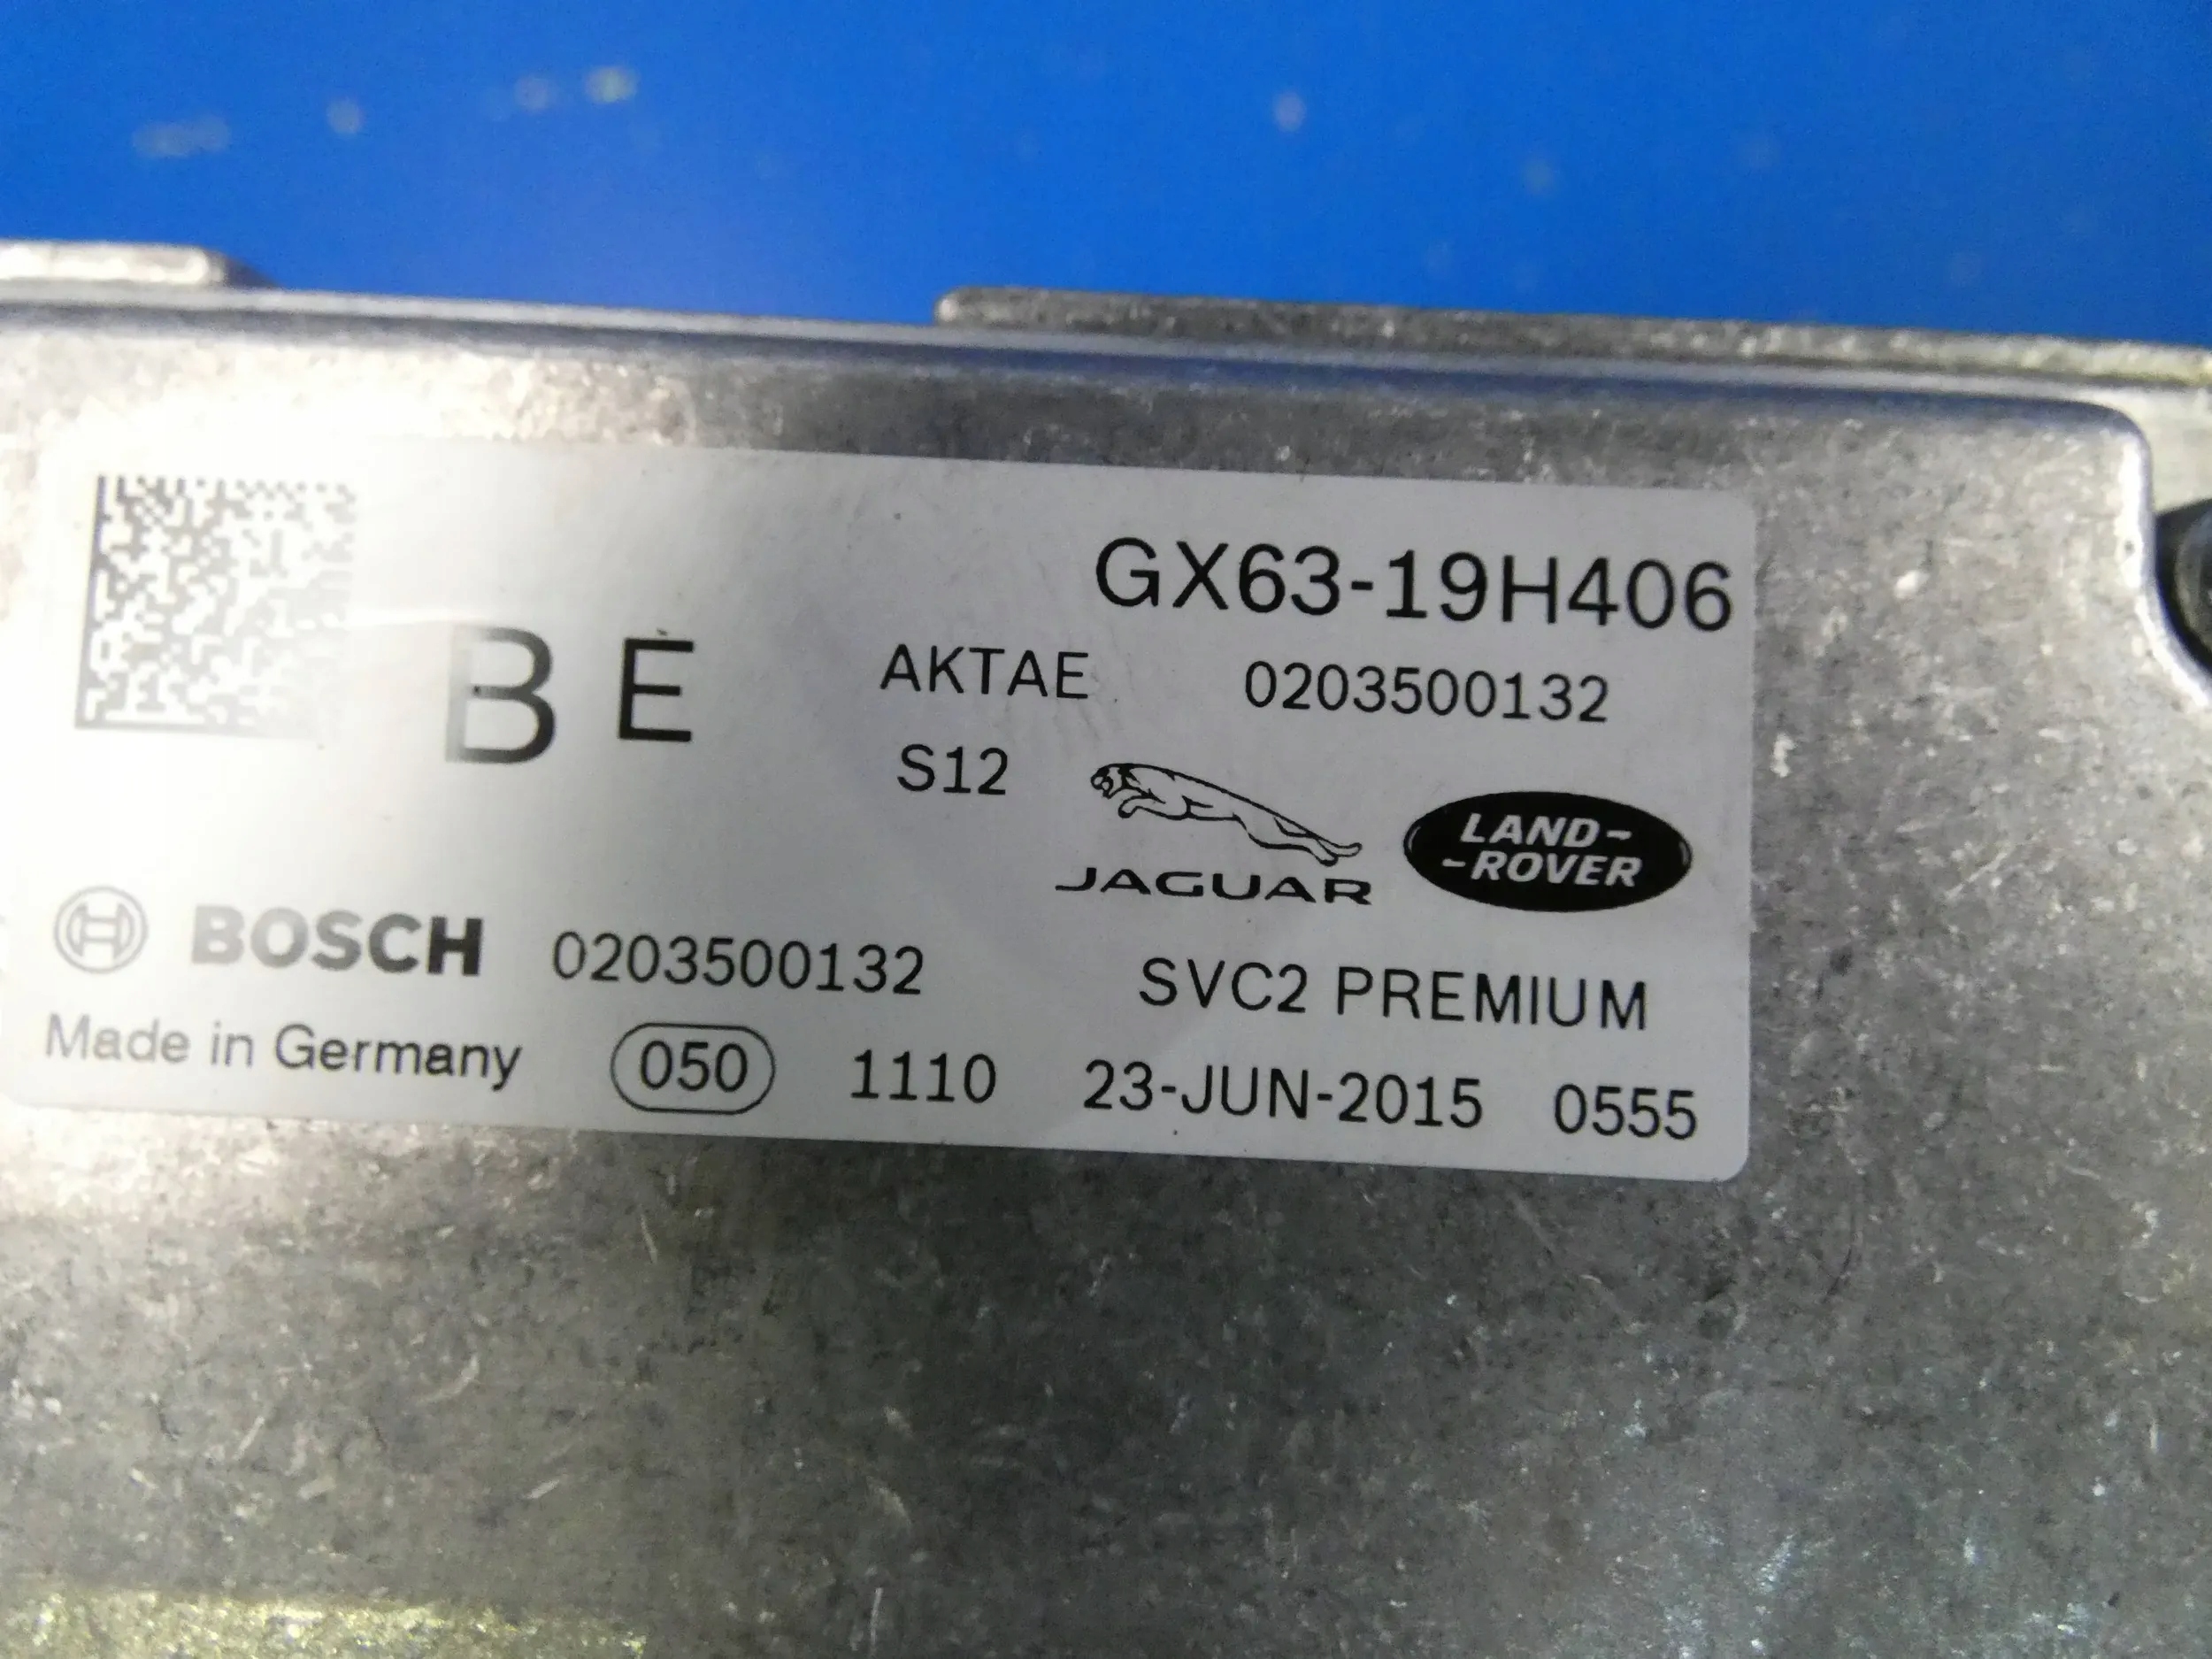 GX63-19H406
B E
AKTAE 0203500132
S12
JAGUAR
LAND-
-ROVER
BOSCH 0203500132
SVC2 PREMIUM
Made in Germany 050 1110 23-JUN-2015 0555